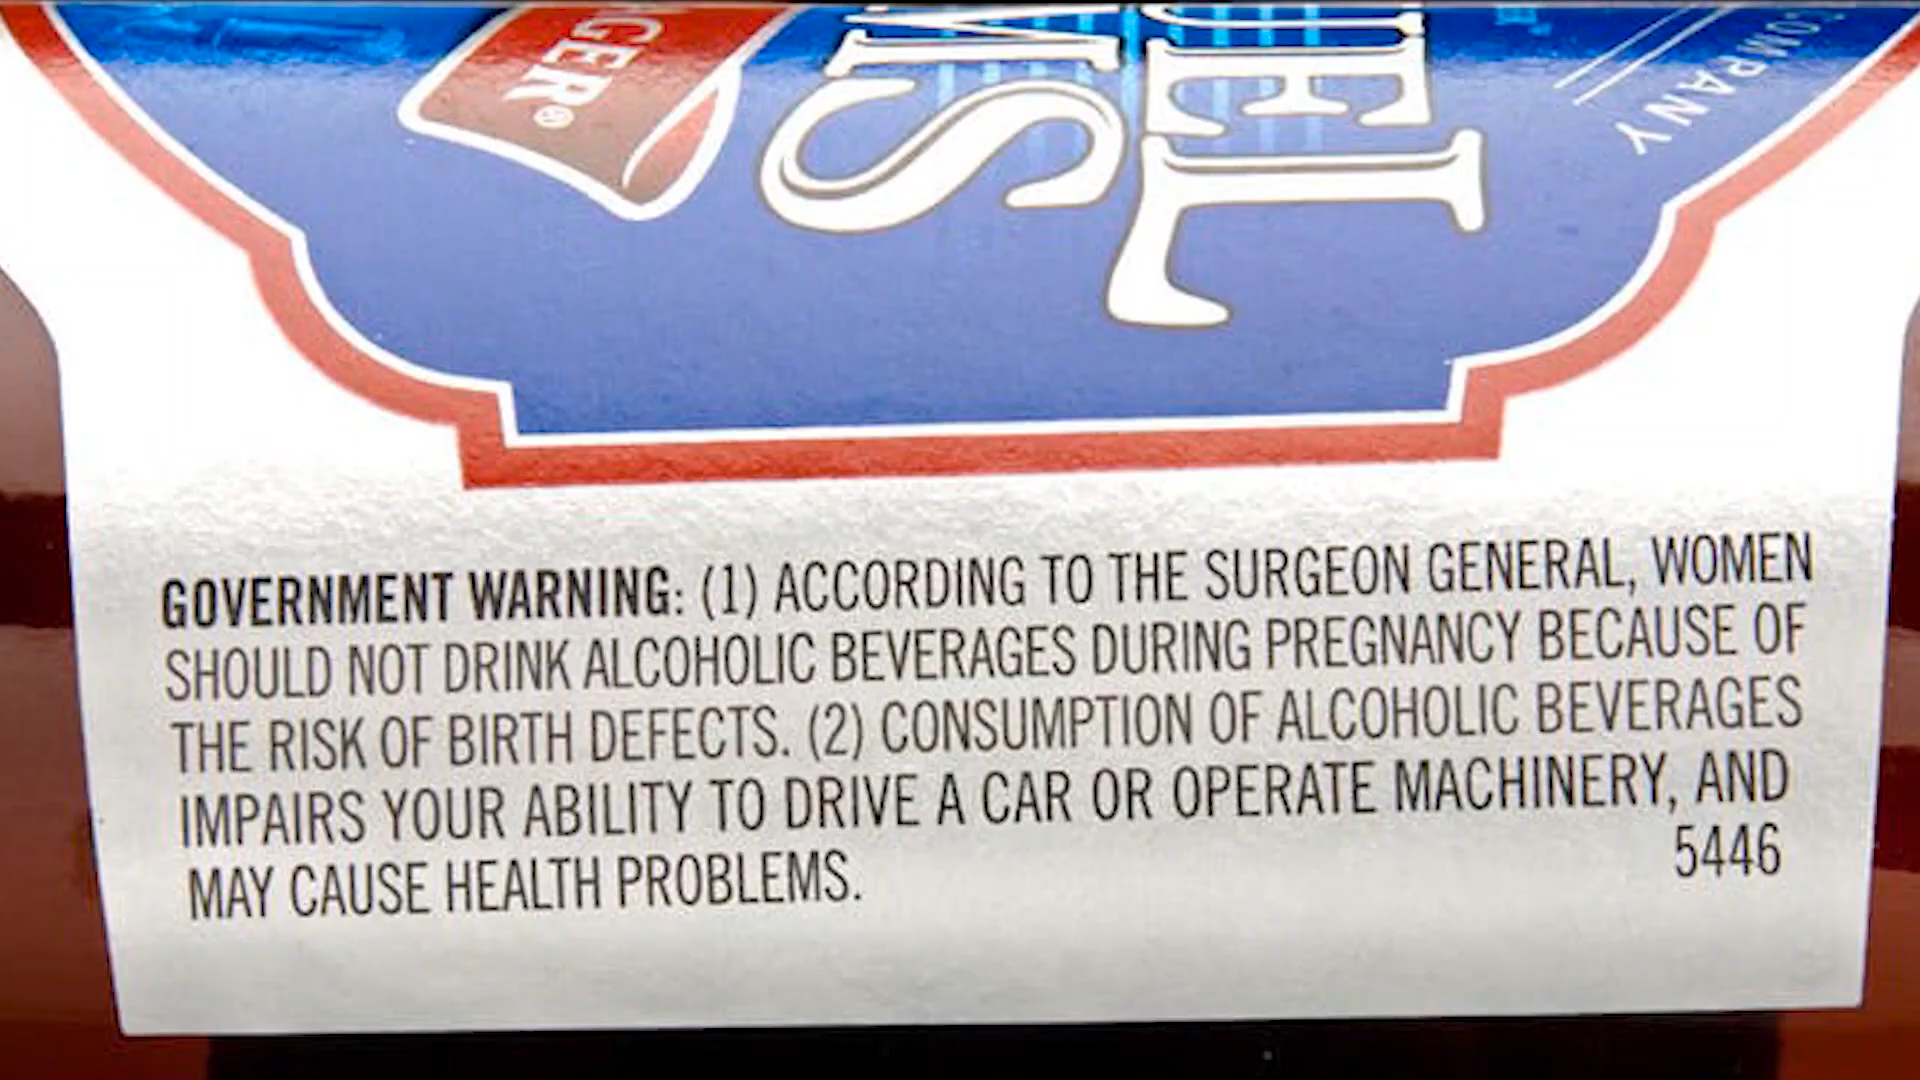 GER®
MS
UEL
COMPANY
GOVERNMENT WARNING: (1) ACCORDING TO THE SURGEON GENERAL, WOMEN
SHOULD NOT DRINK ALCOHOLIC BEVERAGES DURING PREGNANCY BECAUSE OF
THE RISK OF BIRTH DEFECTS. (2) CONSUMPTION OF ALCOHOLIC BEVERAGES
IMPAIRS YOUR ABILITY TO DRIVE A CAR OR OPERATE MACHINERY, AND
MAY CAUSE HEALTH PROBLEMS.
5446